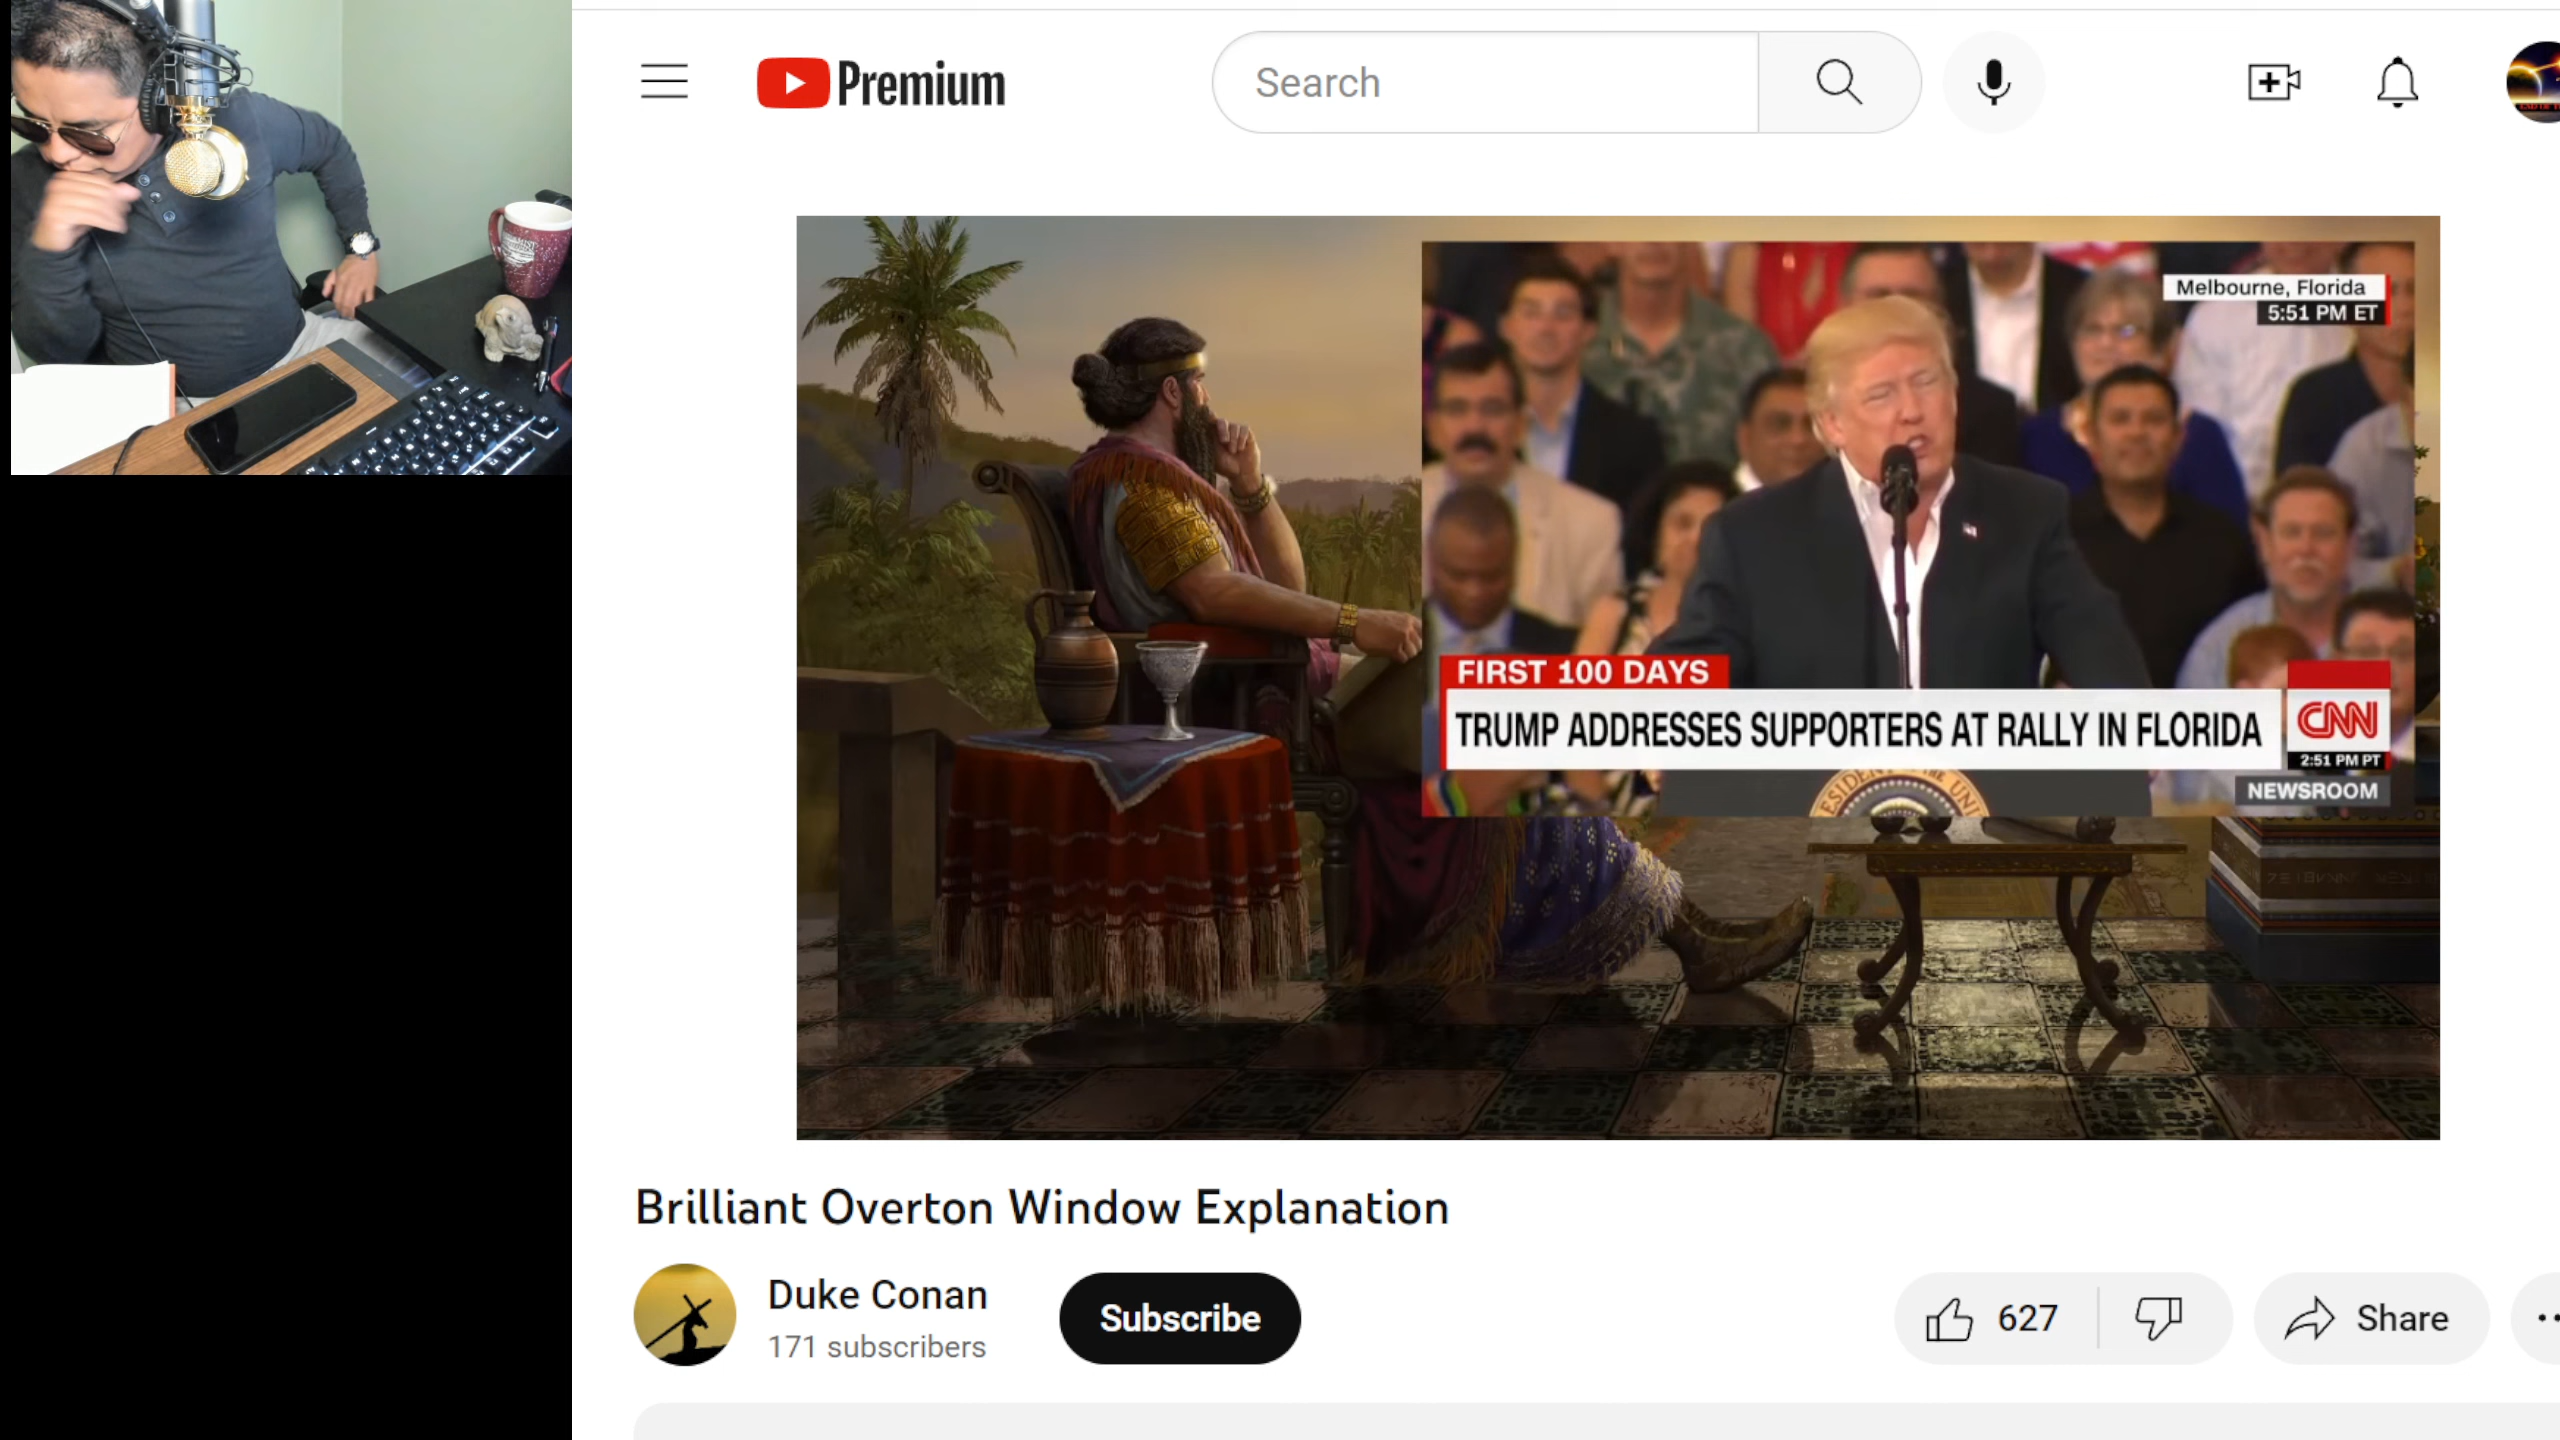 Premium
Search
Melbourne, Florida
5:51 PM ET
FIRST 100 DAYS
TRUMP ADDRESSES SUPPORTERS AT RALLY IN FLORIDA
CNN
2:51 PM PT
NEWSROOM
Brilliant Overton Window Explanation
Duke Conan
171 subscribers
Subscribe
627
Share